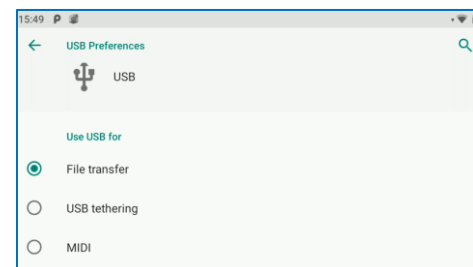 15:49
USB Preferences
USB
Use USB for
File transfer
USB tethering
MIDI